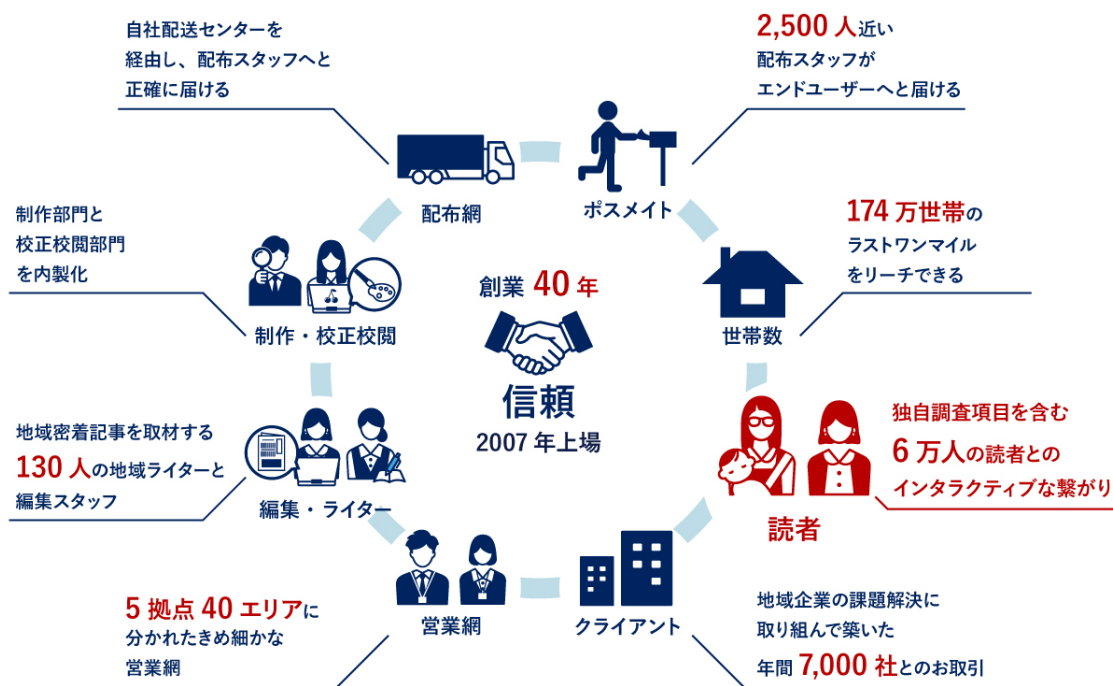 自社配送センターを
経由し、配布スタッフへと
正確に届ける
配布網
2,500 人近い
配布スタッフが
エンドユーザーへと届ける
ポスメイト
174 万世帯の
ラストワンマイル
をリーチできる
世帯数
独自調査項目を含む
6 万人の読者との
インタラクティブな繋がり
読者
地域企業の課題解決に
取り組んで築いた
年間 7,000 社とのお取引
クライアント
5 拠点 40 エリアに
分かれたきめ細かな
営業網
営業網
地域密着記事を取材する
130 人の地域ライターと
編集スタッフ
編集・ライター
制作部門と
校正校閲部門
を内製化
制作・校正校閲
創業 40 年
信頼
2007 年上場